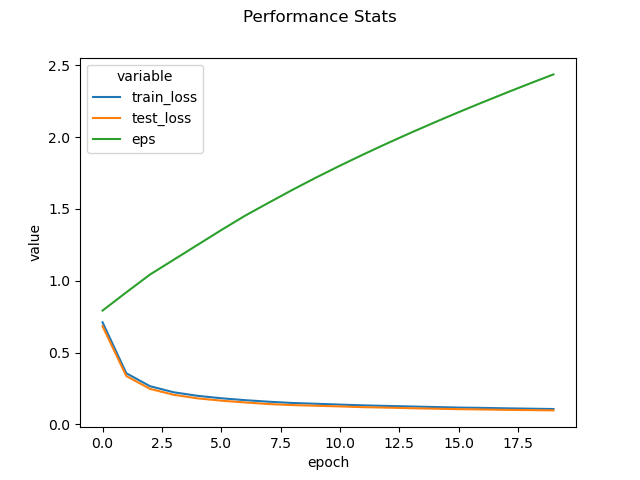 Performance Stats
variable
train_loss
test_loss
eps
value
2.5
2.0
1.5
1.0
0.5
0.0
0.0 2.5 5.0 7.5 10.0 12.5 15.0 17.5
epoch